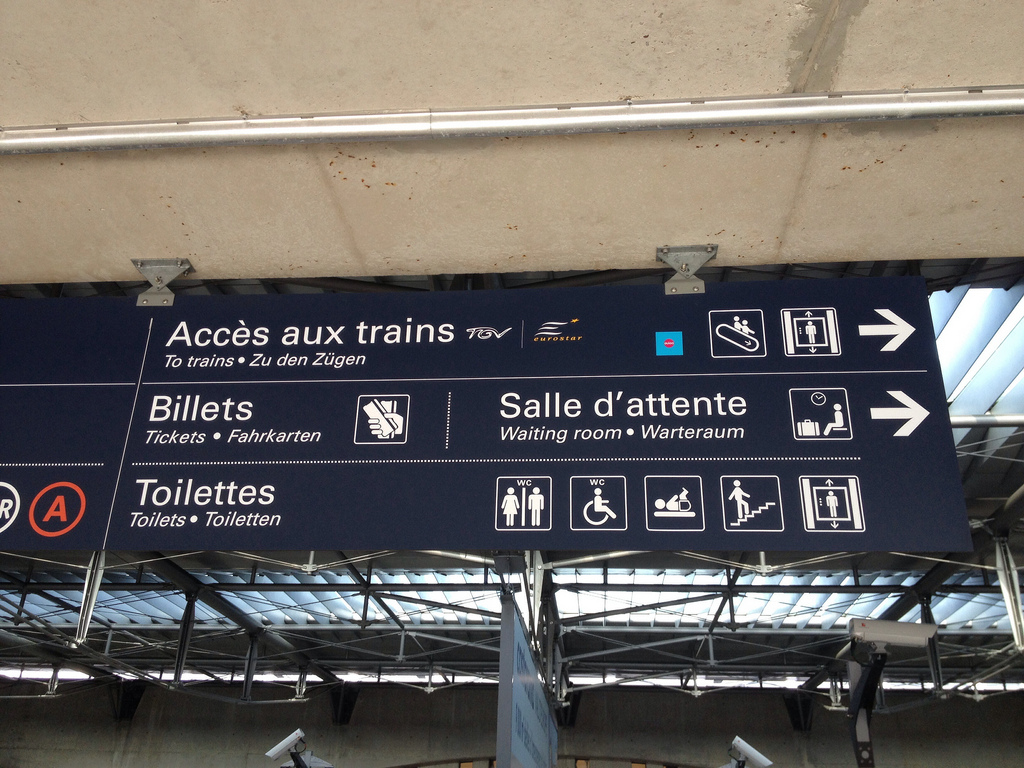 Accès aux trains TGV eurostar
To trains • Zu den Zügen
Billets
Tickets • Fahrkarten
Salle d'attente
Waiting room • Warteraum
R A
Toilettes
Toilets • Toiletten
WC WC